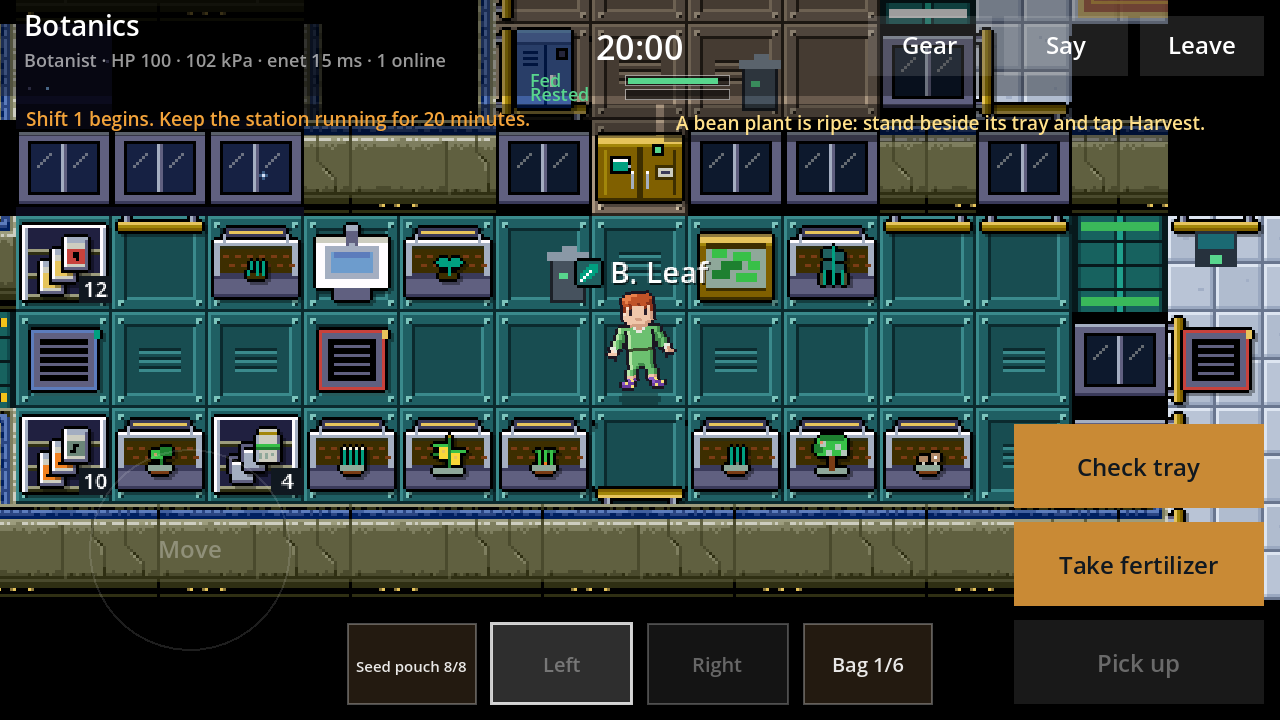 Botanics
Botanist · HP 100 · 102 kPa · enet 15 ms · 1 online
20:00
Fed
Rested
Gear
Say
Leave
Shift 1 begins. Keep the station running for 20 minutes.
A bean plant is ripe: stand beside its tray and tap Harvest.
12
B. Leaf
10
4
Check tray
Move
Take fertilizer
Seed pouch 8/8
Left
Right
Bag 1/6
Pick up